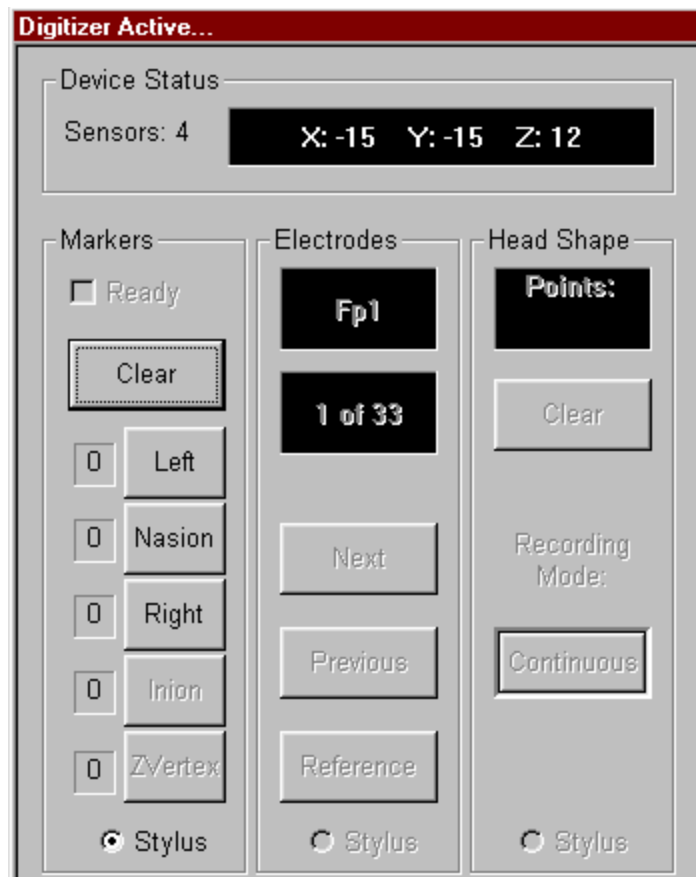 Digitizer Active...
Device Status
Sensors: 4
X: -15 Y: -15 Z: 12
Markers
Ready
Clear
0 Left
0 Nasion
0 Right
0 Inion
0 ZVertex
Stylus
Electrodes
Fp1
1 of 33
Next
Previous
Reference
Stylus
Head Shape
Points:
Clear
Recording
Mode:
Continuous
Stylus